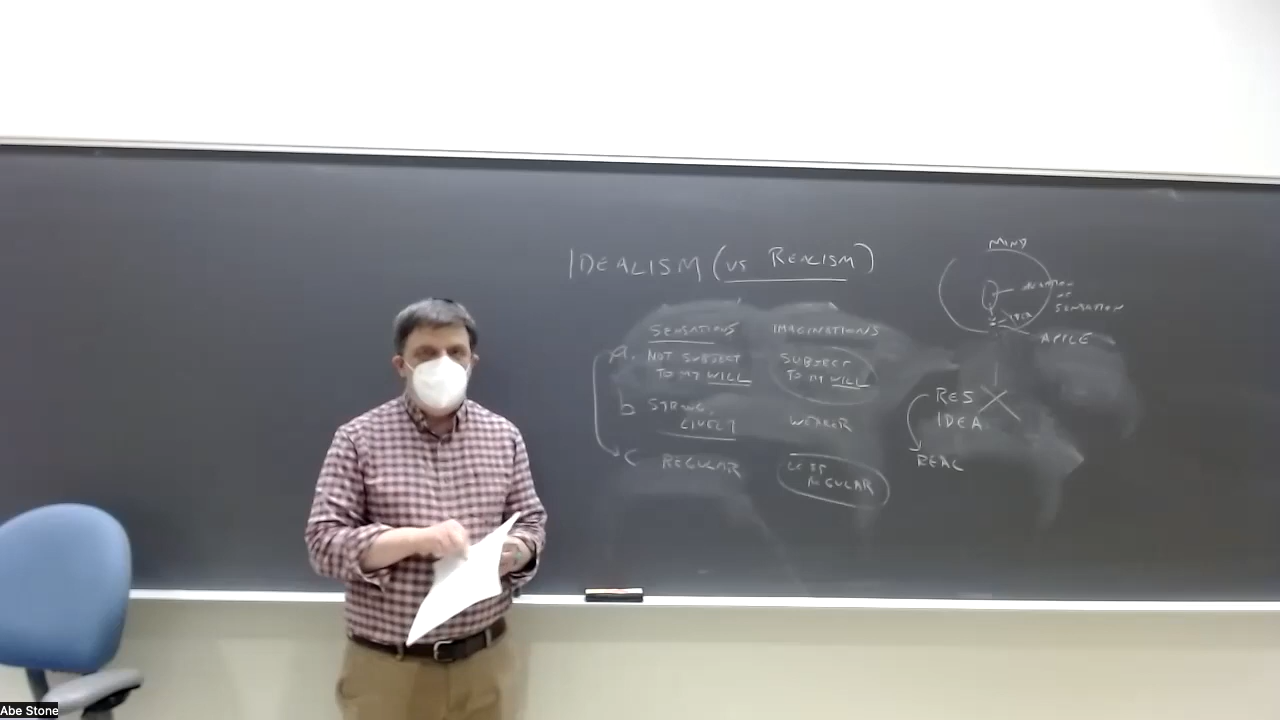 IDEALISM (VS REALISM)
SENSATIONS IMAGINATIONS
a. NOT SUBJECT TO MY WILL
SUBJECT TO MY WILL
b STRONG, LIVELY
WEAKER
C REGULAR
LESS REGULAR
MIND
SENSATION
IDEA
APPLE
RES
IDEA
REAL
Abe Stone